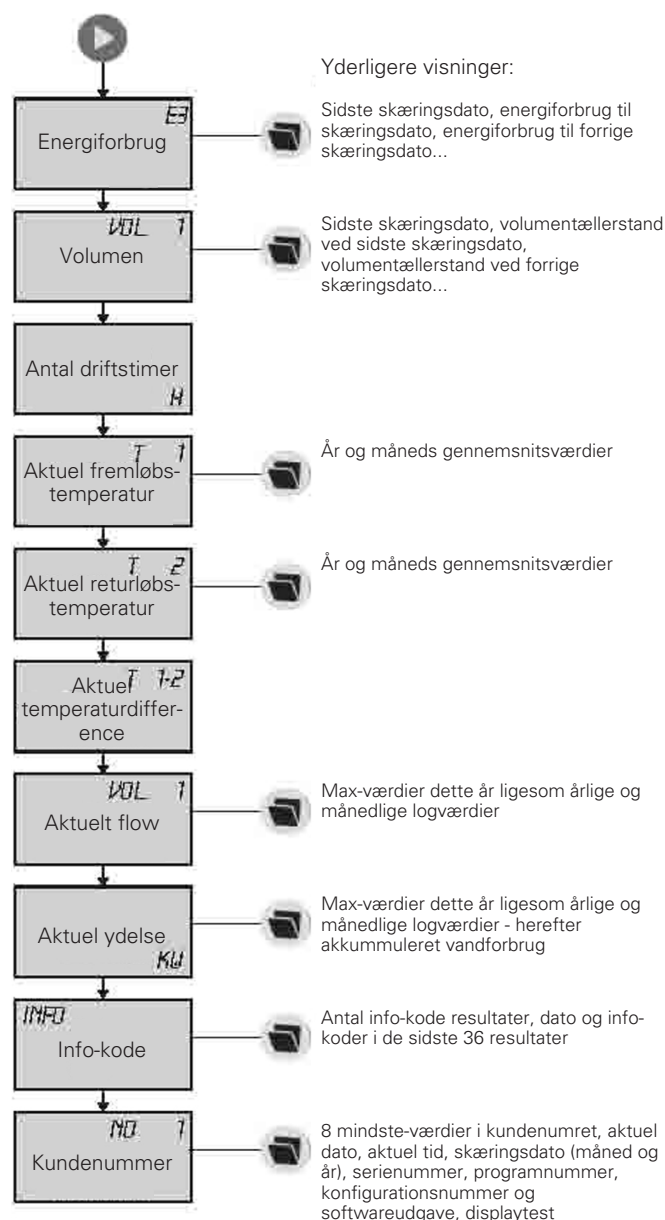 Yderligere visninger:
E3
Energiforbrug
Sidste skæringsdato, energiforbrug til
skæringsdato, energiforbrug til forrige
skæringsdato...
VOL 1
Volumen
Sidste skæringsdato, volumentællerstand
ved sidste skæringsdato,
volumentællerstand ved forrige
skæringsdato...
Antal driftstimer
H
T 1
Aktuel fremløbs-
temperatur
År og måneds gennemsnitsværdier
T 2
Aktuel returløbs-
temperatur
År og måneds gennemsnitsværdier
T 1-2
Aktuel
temperaturdiffer-
ence
VOL 1
Aktuelt flow
Max-værdier dette år ligesom årlige og
månedlige logværdier
Aktuel ydelse
KW
Max-værdier dette år ligesom årlige og
månedlige logværdier - herefter
akkummuleret vandforbrug
INFO
Info-kode
Antal info-kode resultater, dato og info-
koder i de sidste 36 resultater
NO 1
Kundenummer
8 mindste-værdier i kundenumret, aktuel
dato, aktuel tid, skæringsdato (måned og
år), serienummer, programnummer,
konfigurationsnummer og
softwareudgave, displaytest